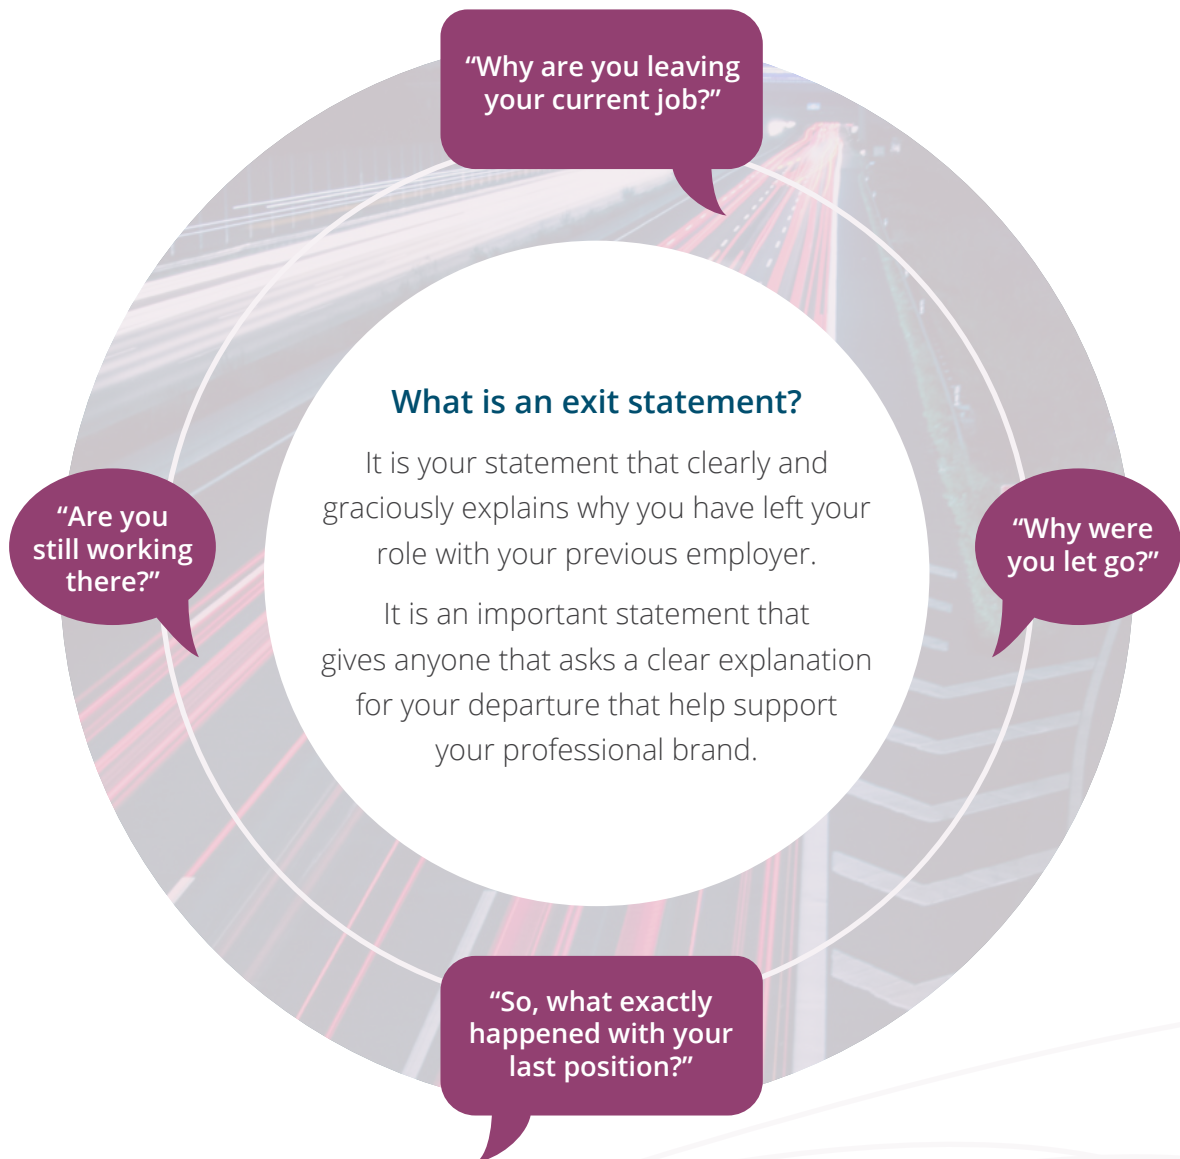 “Why are you leaving
your current job?”
What is an exit statement?
It is your statement that clearly and
graciously explains why you have left your
role with your previous employer.
It is an important statement that
gives anyone that asks a clear explanation
for your departure that help support
your professional brand.
“Are you
still working
there?”
“Why were
you let go?”
“So, what exactly
happened with your
last position?”